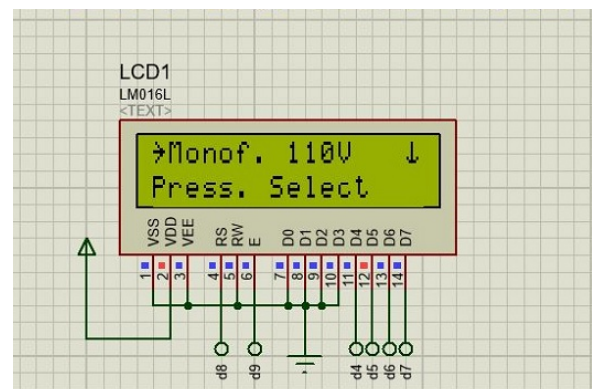 LCD1
LM016L
<TEXT>
→Monof. 110V ↓
Press. Select
VSS VDD VEE RS RW E D0 D1 D2 D3 D4 D5 D6 D7
1 2 3 4 5 6 7 8 9 10 11 12 13 14
d8 d9 d4 d5 d6 d7